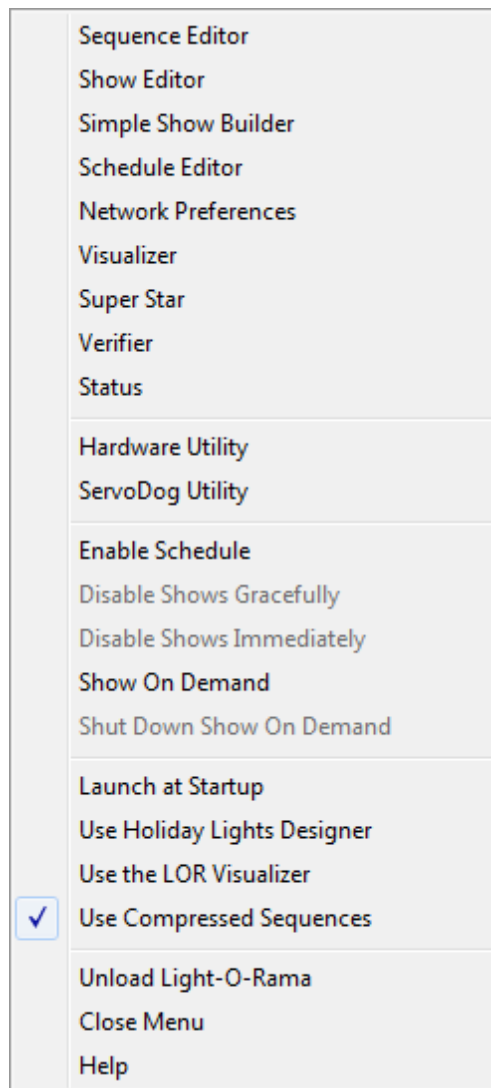 Sequence Editor
Show Editor
Simple Show Builder
Schedule Editor
Network Preferences
Visualizer
Super Star
Verifier
Status
Hardware Utility
ServoDog Utility
Enable Schedule
Disable Shows Gracefully
Disable Shows Immediately
Show On Demand
Shut Down Show On Demand
Launch at Startup
Use Holiday Lights Designer
Use the LOR Visualizer
Use Compressed Sequences
Unload Light-O-Rama
Close Menu
Help